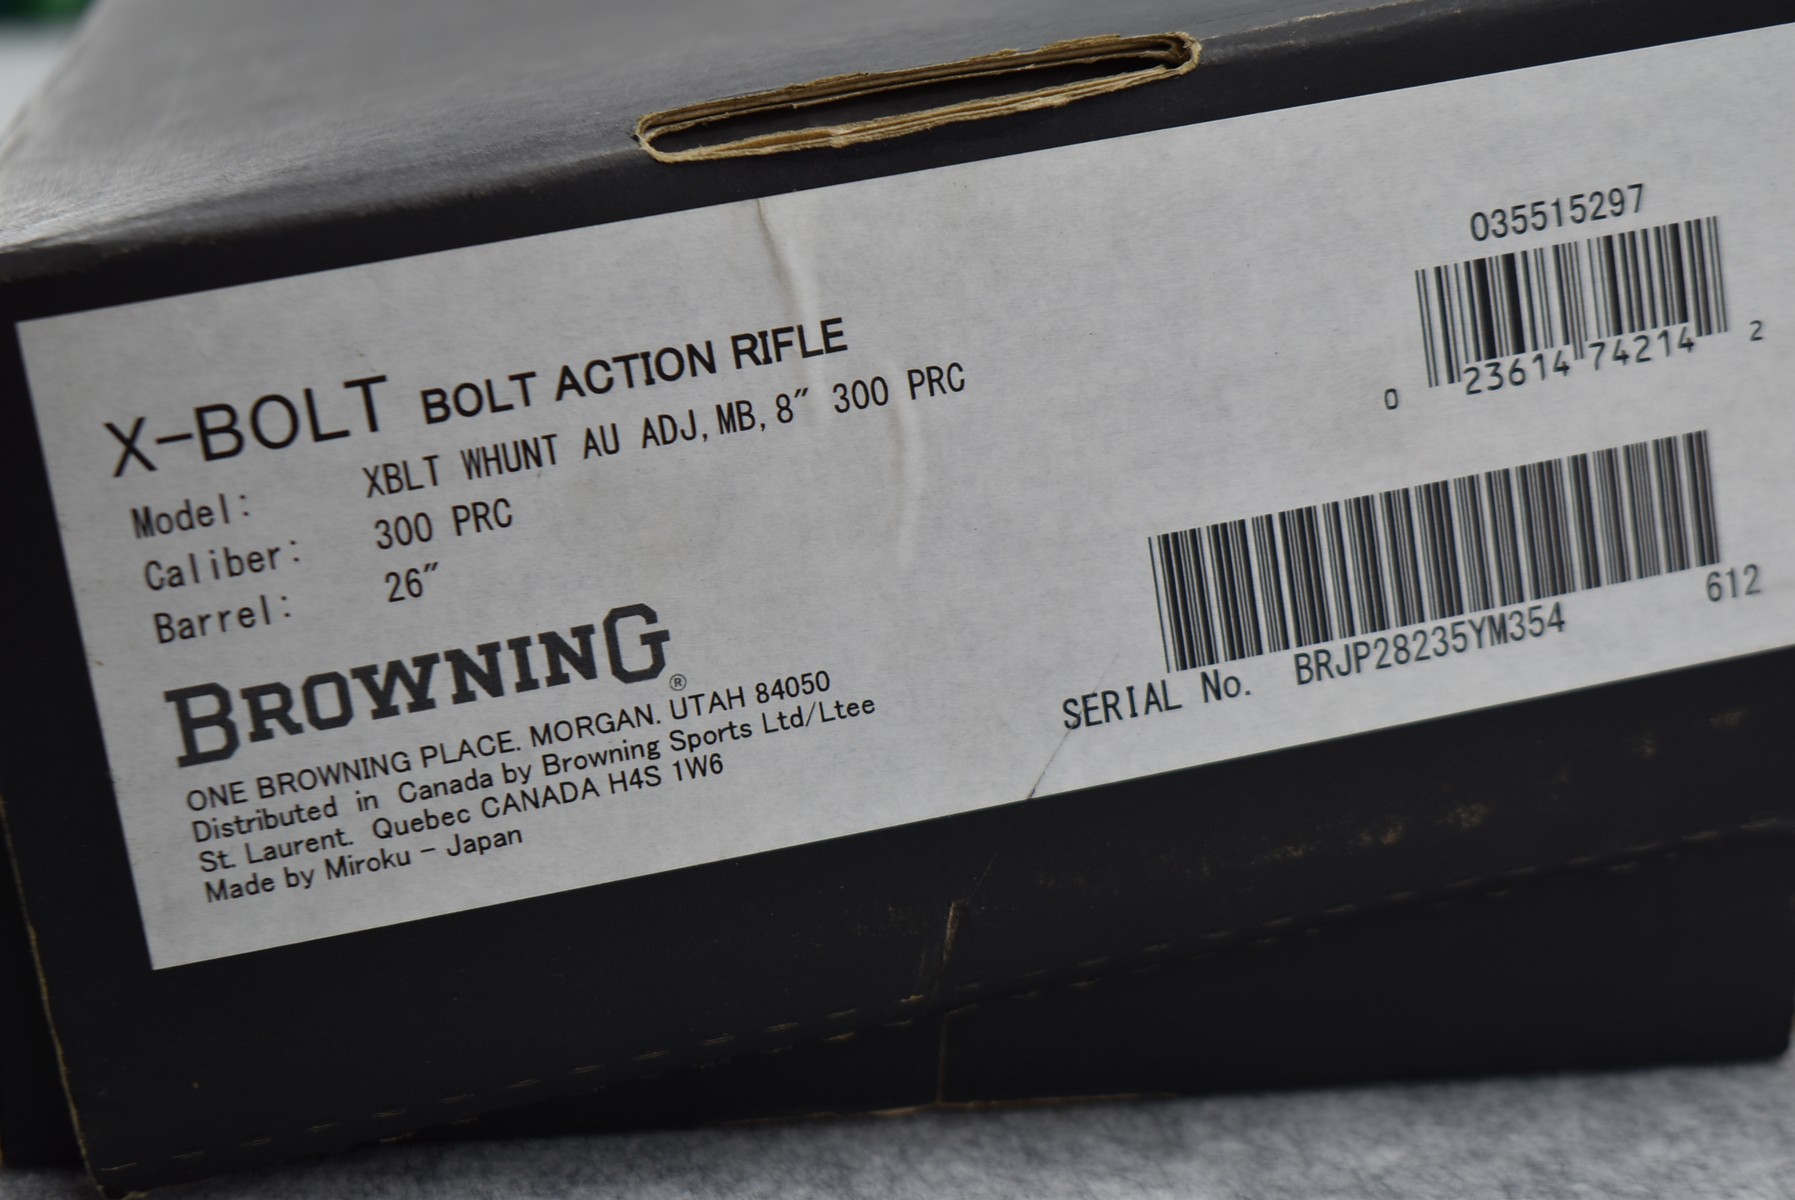 X-BOLT BOLT ACTION RIFLE
Model: XBLT WHUNT AU ADJ, MB, 8" 300 PRC
Caliber: 300 PRC
Barrel: 26"
BROWNING®
ONE BROWNING PLACE. MORGAN. UTAH 84050
Distributed in Canada by Browning Sports Ltd/Ltee
St. Laurent. Quebec CANADA H4S 1W6
Made by Miroku - Japan
035515297
0 23614 74214 2
612
SERIAL No. BRJP28235YM354